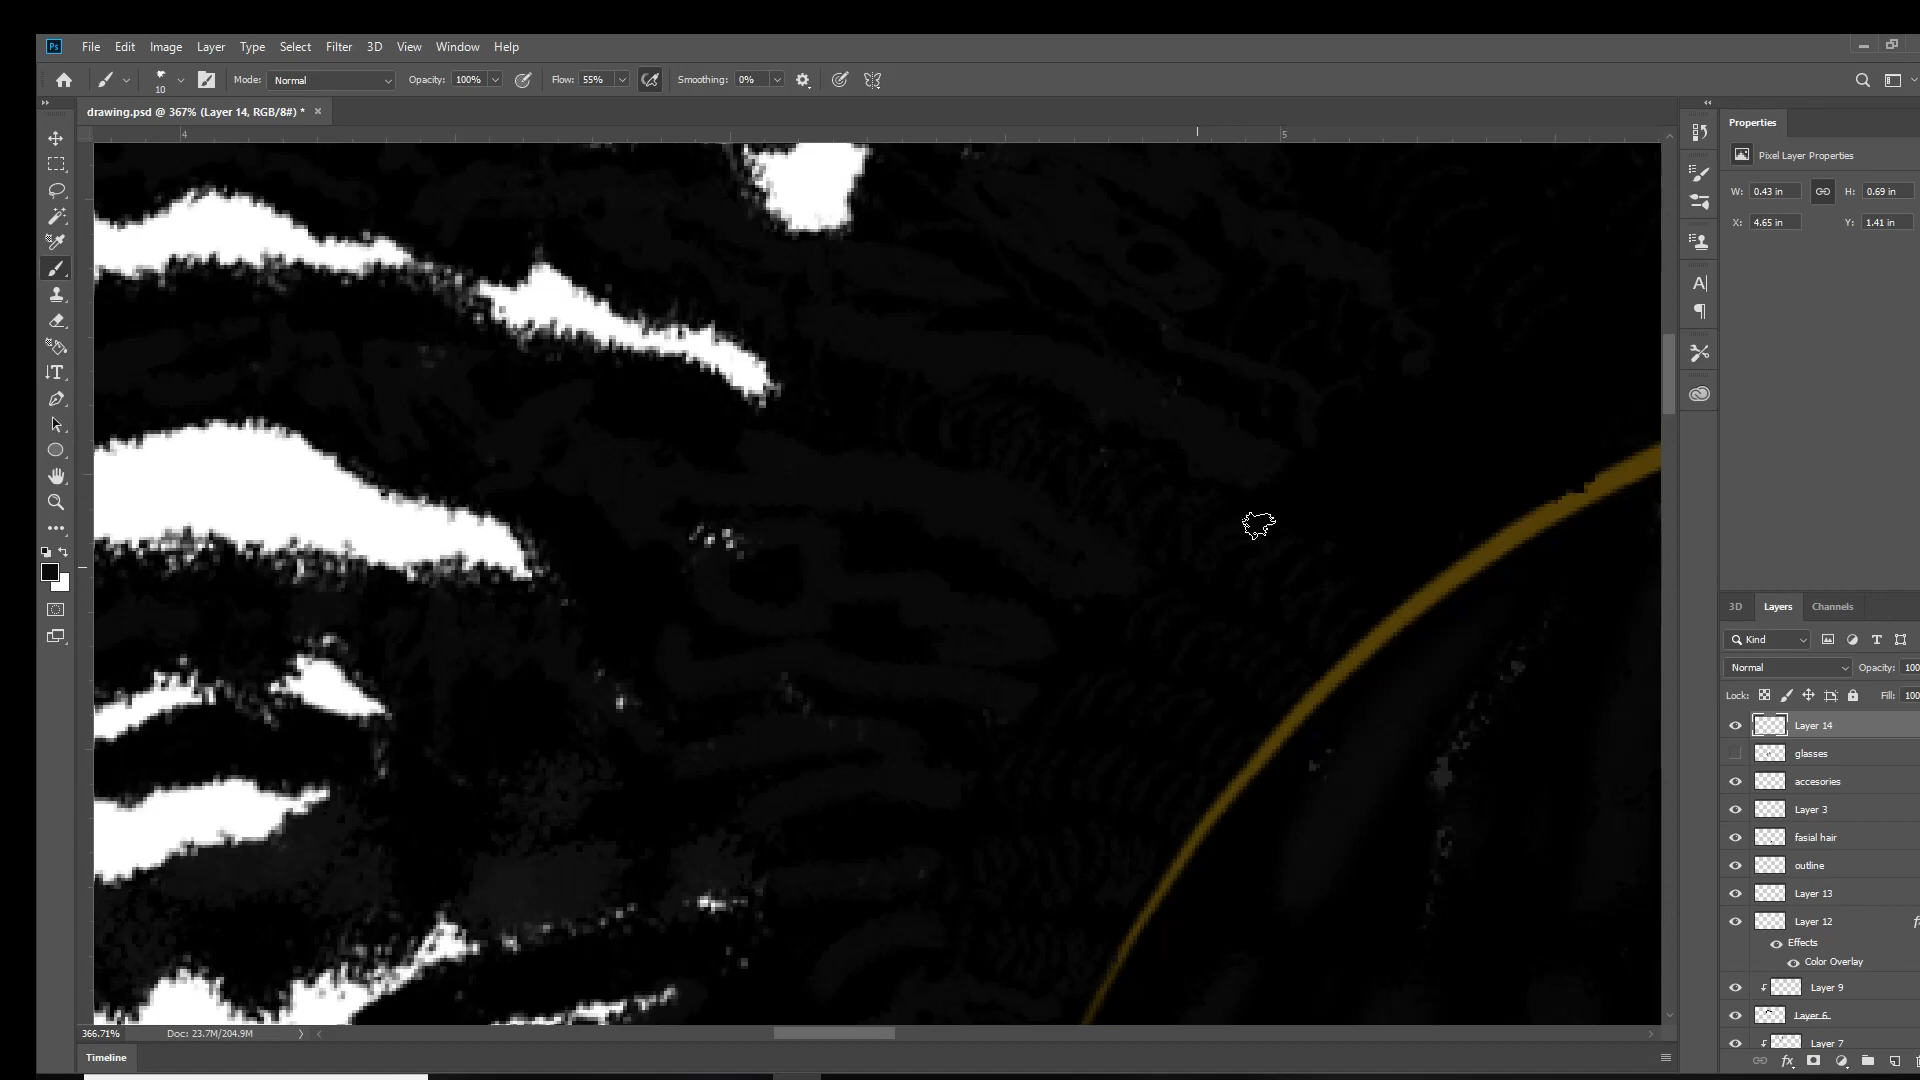 Ps File Edit Image Layer Type Select Filter 3D View Window Help
10 Mode: Normal Opacity: 100% Flow: 55% Smoothing: 0%
drawing.psd @ 367% (Layer 14, RGB/8#) * ×
4 5
Properties
Pixel Layer Properties
W: 0.43 in H: 0.69 in
X: 4.65 in Y: 1.41 in
3D Layers Channels
Kind
Normal Opacity: 100
Lock: Fill: 100
Layer 14
glasses
accesories
Layer 3
fasial hair
outline
Layer 13
Layer 12
Effects
Color Overlay
Layer 9
Layer 6
Layer 7
366.71% Doc: 23.7M/204.9M
Timeline